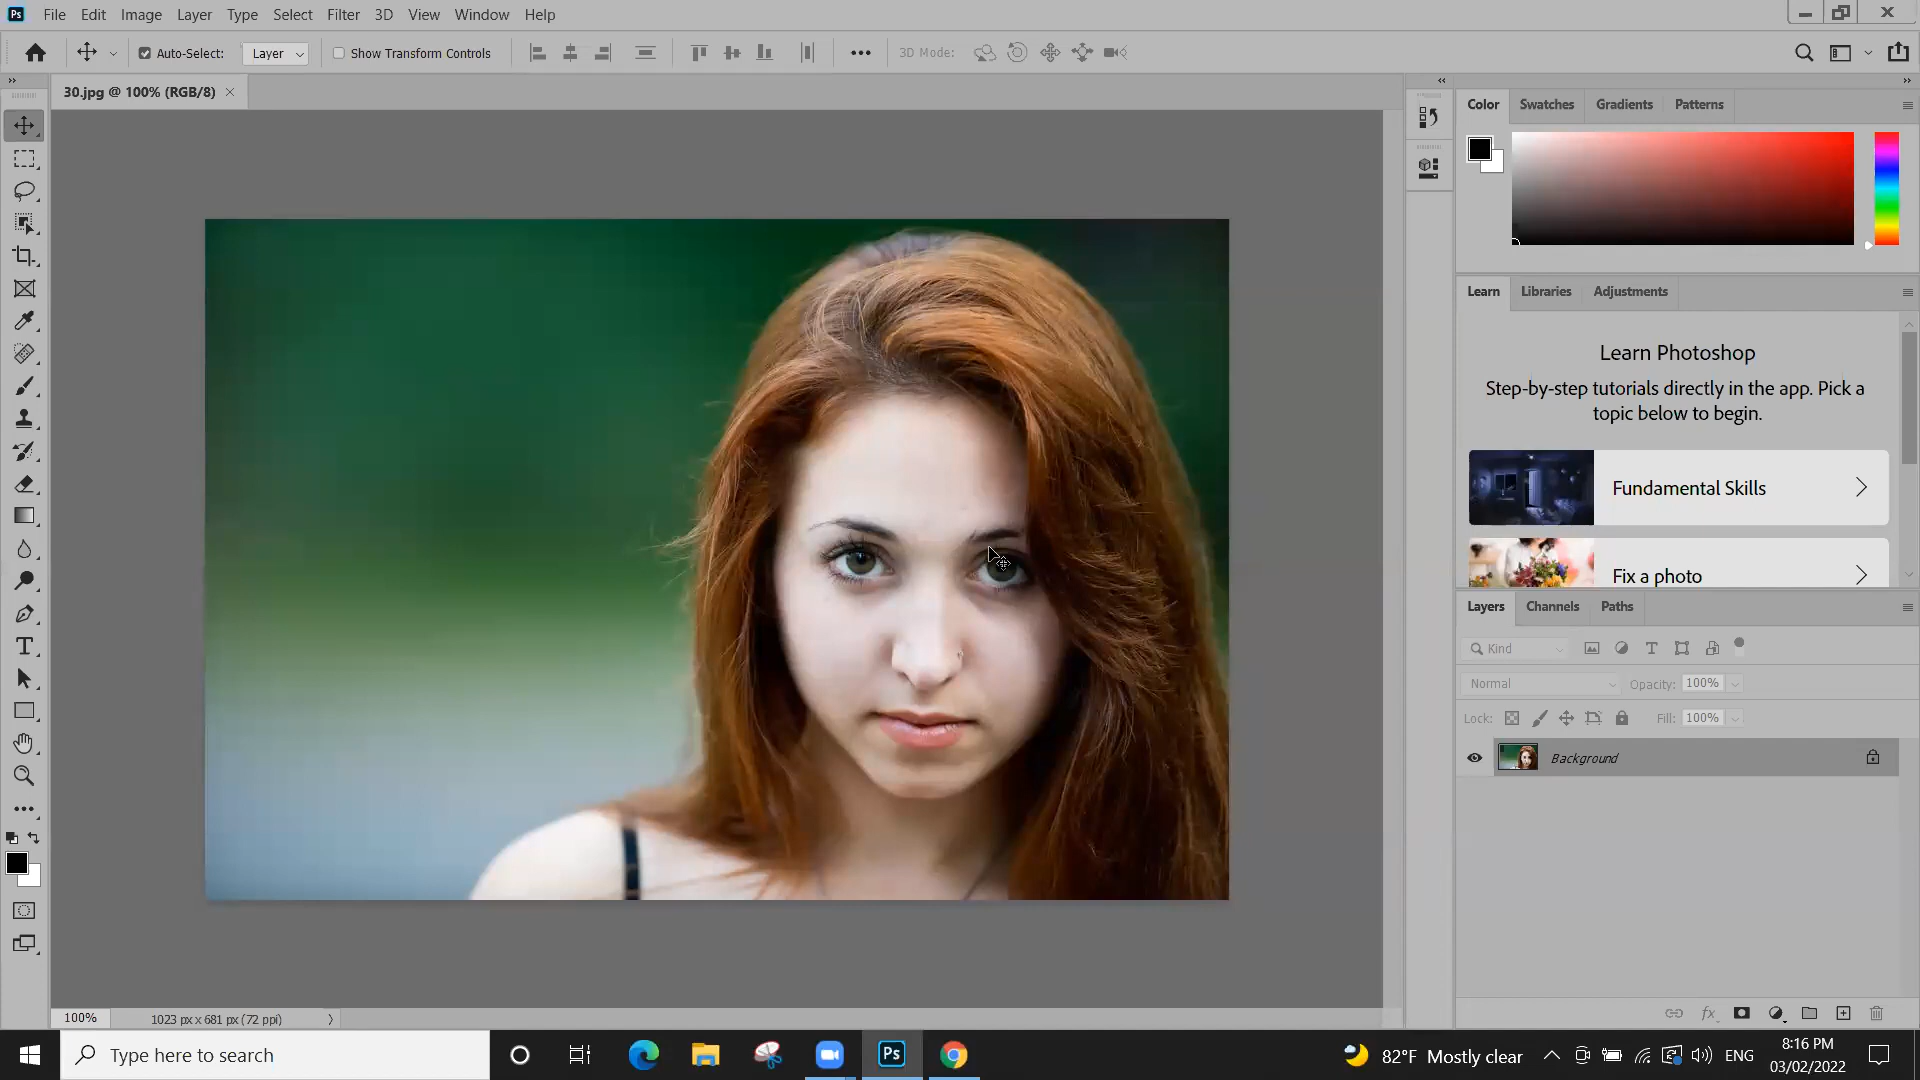 Ps File Edit Image Layer Type Select Filter 3D View Window Help
Auto-Select: Layer Show Transform Controls 3D Mode:
30.jpg @ 100% (RGB/8)
Color Swatches Gradients Patterns
Learn Libraries Adjustments
Learn Photoshop
Step-by-step tutorials directly in the app. Pick a
topic below to begin.
Fundamental Skills
Fix a photo
Layers Channels Paths
Kind
Normal Opacity: 100%
Lock: Fill: 100%
Background
100% 1023 px x 681 px (72 ppi)
Type here to search
Ps
82°F Mostly clear
ENG
8:16 PM
03/02/2022